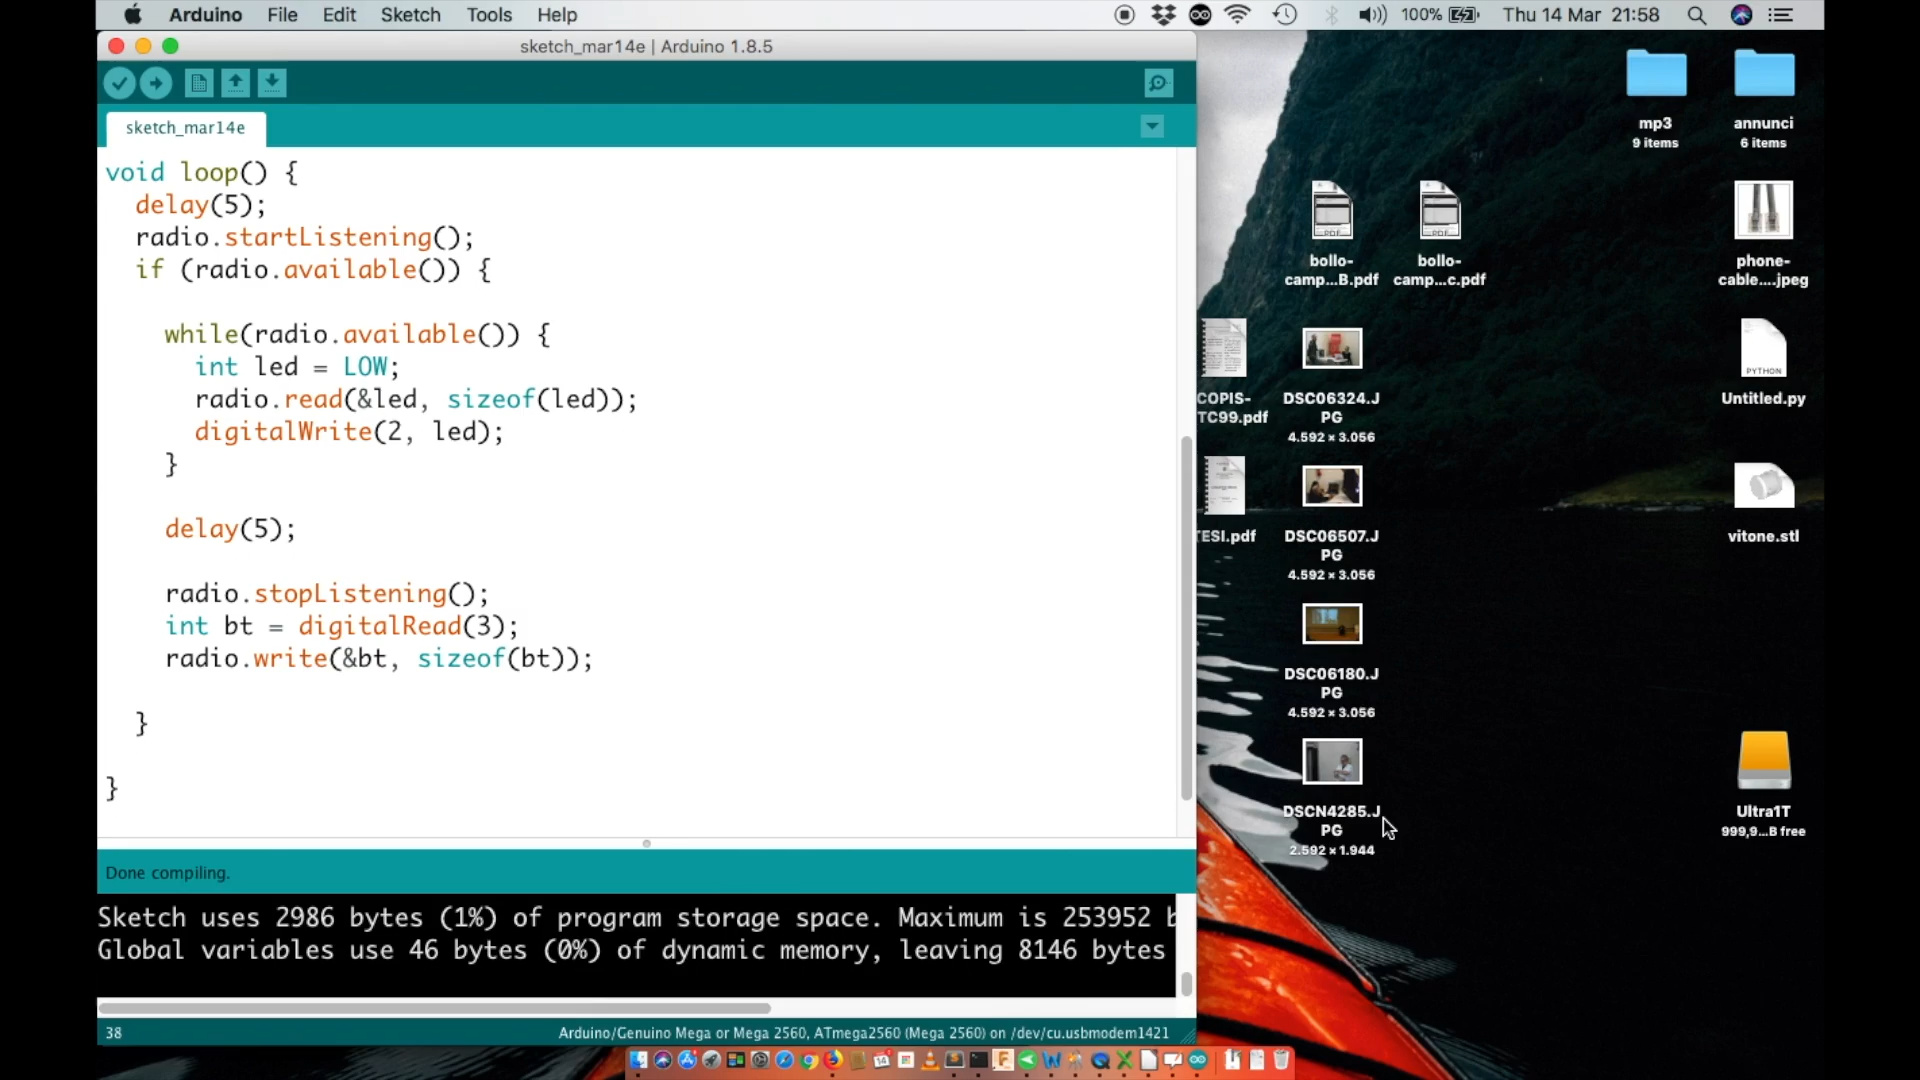 Arduino File Edit Sketch Tools Help
100% Thu 14 Mar 21:58
sketch_mar14e | Arduino 1.8.5
sketch_mar14e
void loop() {
delay(5);
radio.startListening();
if (radio.available()) {
while(radio.available()) {
int led = LOW;
radio.read(&led, sizeof(led));
digitalWrite(2, led);
}
delay(5);
radio.stopListening();
int bt = digitalRead(3);
radio.write(&bt, sizeof(bt));
}
}
Done compiling.
Sketch uses 2986 bytes (1%) of program storage space. Maximum is 253952 b
Global variables use 46 bytes (0%) of dynamic memory, leaving 8146 bytes
38
Arduino/Genuino Mega or Mega 2560, ATmega2560 (Mega 2560) on /dev/cu.usbmodem1421
mp3
9 items
annunci
6 items
PDF
bollo-
camp...B.pdf
PDF
bollo-
camp...c.pdf
phone-
cable....jpeg
COPIS-
TC99.pdf
DSC06324.J
PG
4.592 × 3.056
PYTHON
Untitled.py
TESI.pdf
DSC06507.J
PG
4.592 × 3.056
vitone.stl
DSC06180.J
PG
4.592 × 3.056
DSCN4285.J
PG
2.592 × 1.944
Ultra1T
999,9...B free